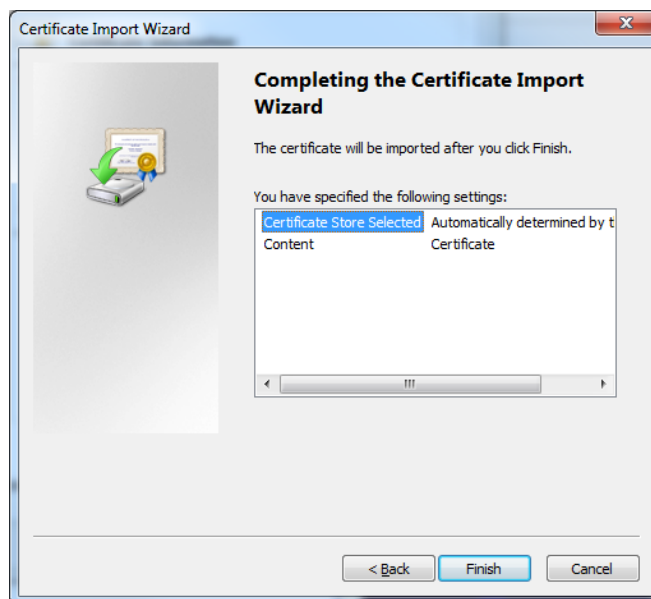 Certificate Import Wizard
Completing the Certificate Import
Wizard
The certificate will be imported after you click Finish.
You have specified the following settings:
Certificate Store Selected Automatically determined by t
Content Certificate
< Back Finish Cancel